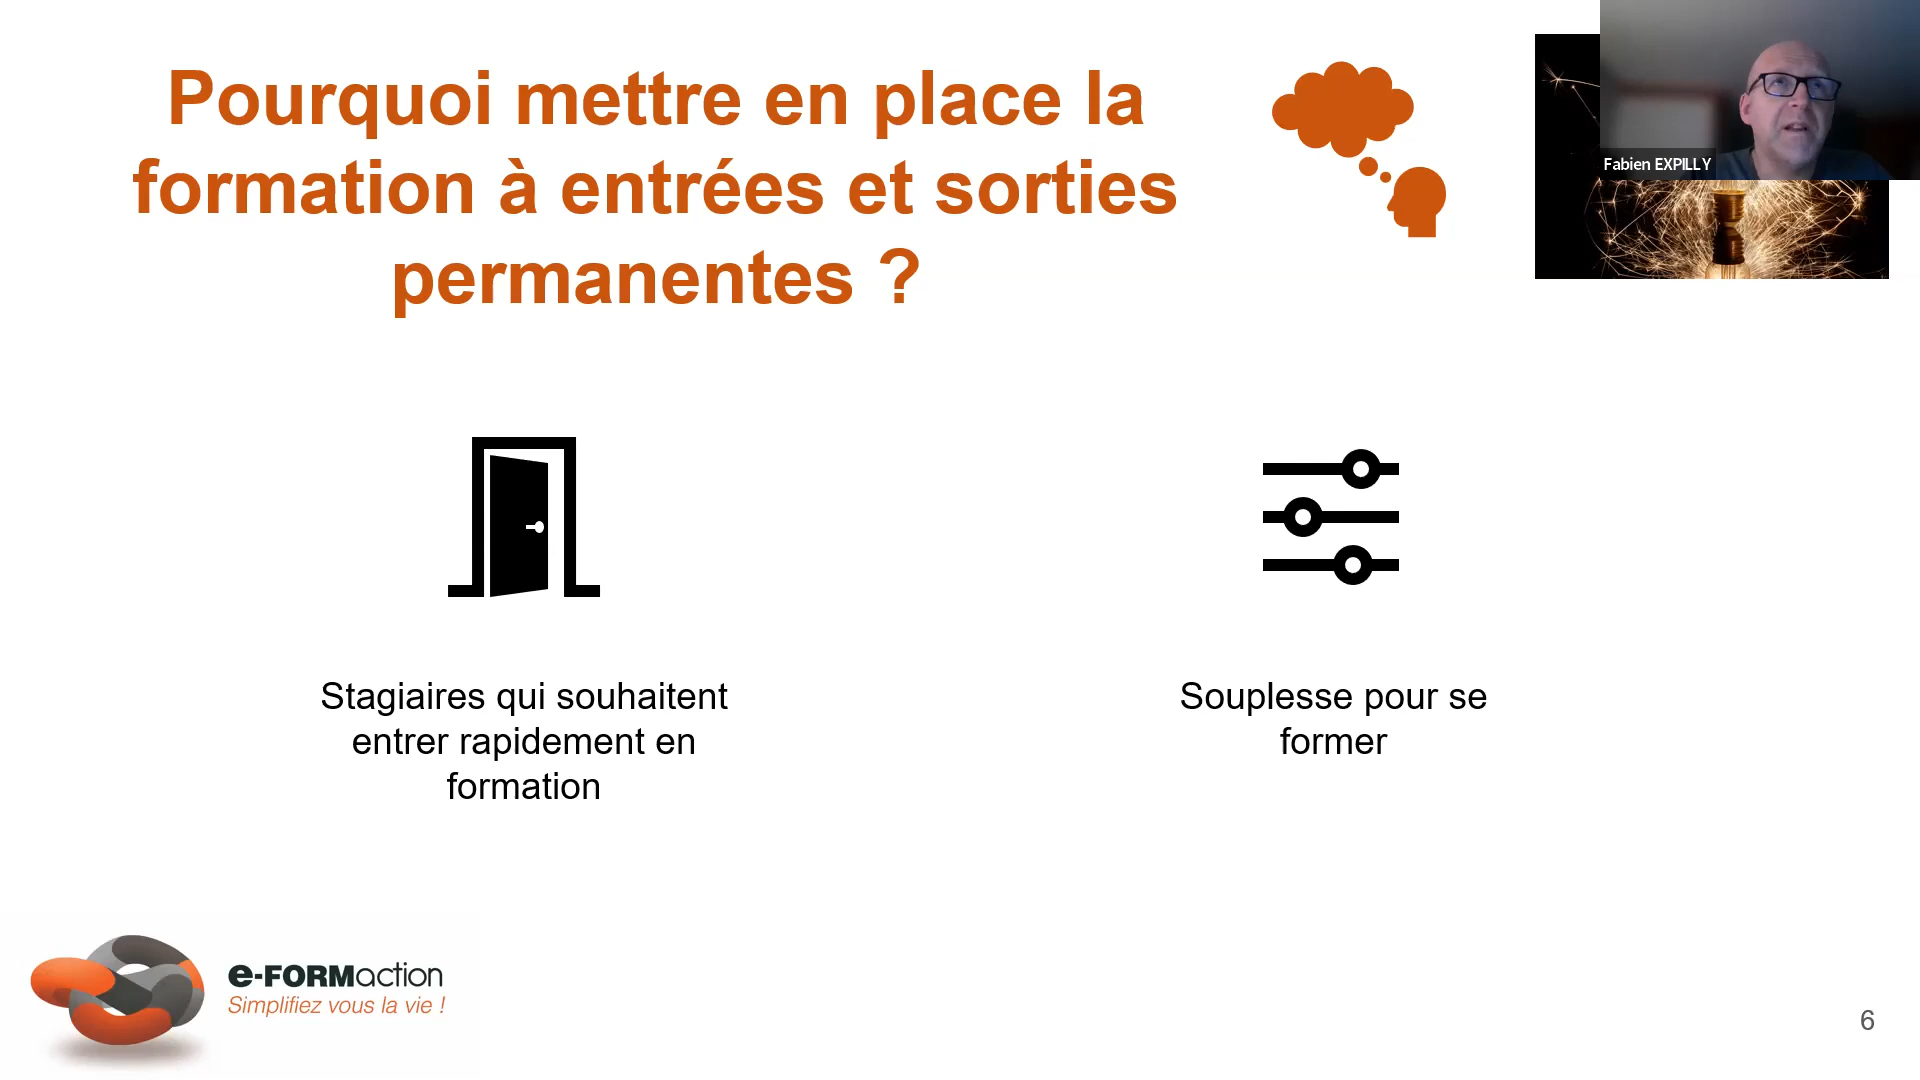 Pourquoi mettre en place la
formation à entrées et sorties
permanentes ?
Fabien EXPILLY
Stagiaires qui souhaitent
entrer rapidement en
formation
Souplesse pour se
former
e-FORMaction
Simplifiez vous la vie !
6